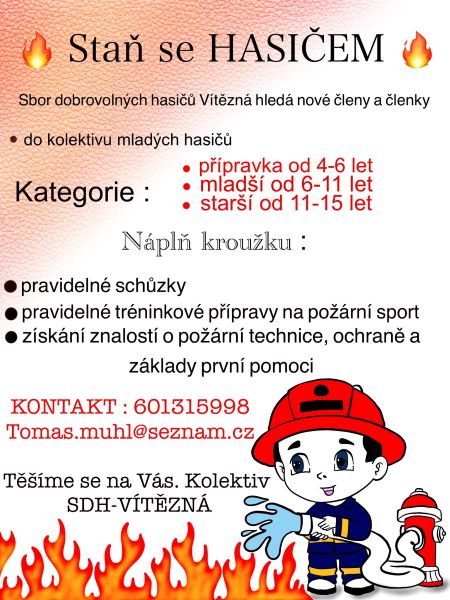 Staň se HASIČEM
Sbor dobrovolných hasičů Vítězná hledá nové členy a členky
• do kolektivu mladých hasičů
Kategorie :
• přípravka od 4-6 let
• mladší od 6-11 let
• starší od 11-15 let
Náplň kroužku :
● pravidelné schůzky
● pravidelné tréninkové přípravy na požární sport
● získání znalostí o požární technice, ochraně a
základy první pomoci
KONTAKT : 601315998
Tomas.muhl@seznam.cz
Těšíme se na Vás. Kolektiv
SDH-VÍTĚZNÁ